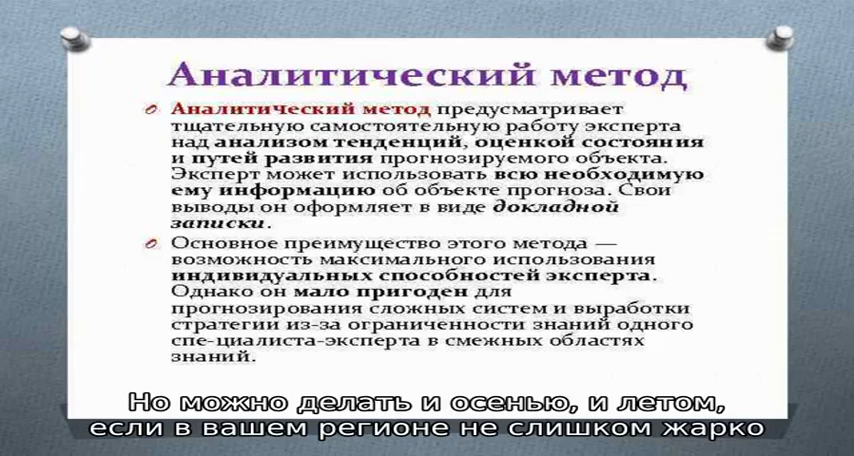 Аналитический метод
Аналитический метод предусматривает
тщательную самостоятельную работу эксперта
над анализом тенденций, оценкой состояния
и путей развития прогнозируемого объекта.
Эксперт может использовать всю необходимую
ему информацию об объекте прогноза. Свои
выводы он оформляет в виде докладной
записки.
Основное преимущество этого метода —
возможность максимального использования
индивидуальных способностей эксперта.
Однако он мало пригоден для
прогнозирования сложных систем и выработки
стратегии из-за ограниченности знаний одного
спе-циалиста-эксперта в смежных областях
знаний.
Но можно делать и осенью, и летом,
если в вашем регионе не слишком жарко